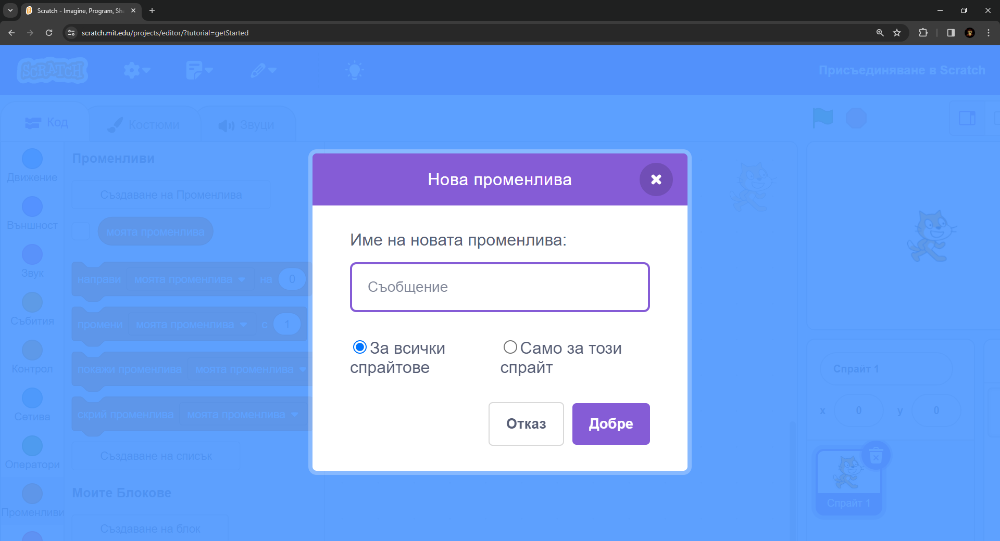 Scratch - Imagine, Program, Sha
scratch.mit.edu/projects/editor/?tutorial=getStarted
SCRATCH
Присъединяване в Scratch
Код
Костюми
Звуци
Движение
Външност
Звук
Събития
Контрол
Сетива
Оператори
Променливи
Променливи
Създаване на Променлива
моята променлива
направи моята променлива на 0
промени моята променлива с 1
покажи променлива моята променлива
скрий променлива моята променлива
Създаване на списък
Моите Блокове
Създаване на блок
Нова променлива
Име на новата променлива:
Съобщение
За всички
спрайтове
Само за този
спрайт
Отказ
Добре
Спрайт 1
x 0 y 0
Спрайт 1